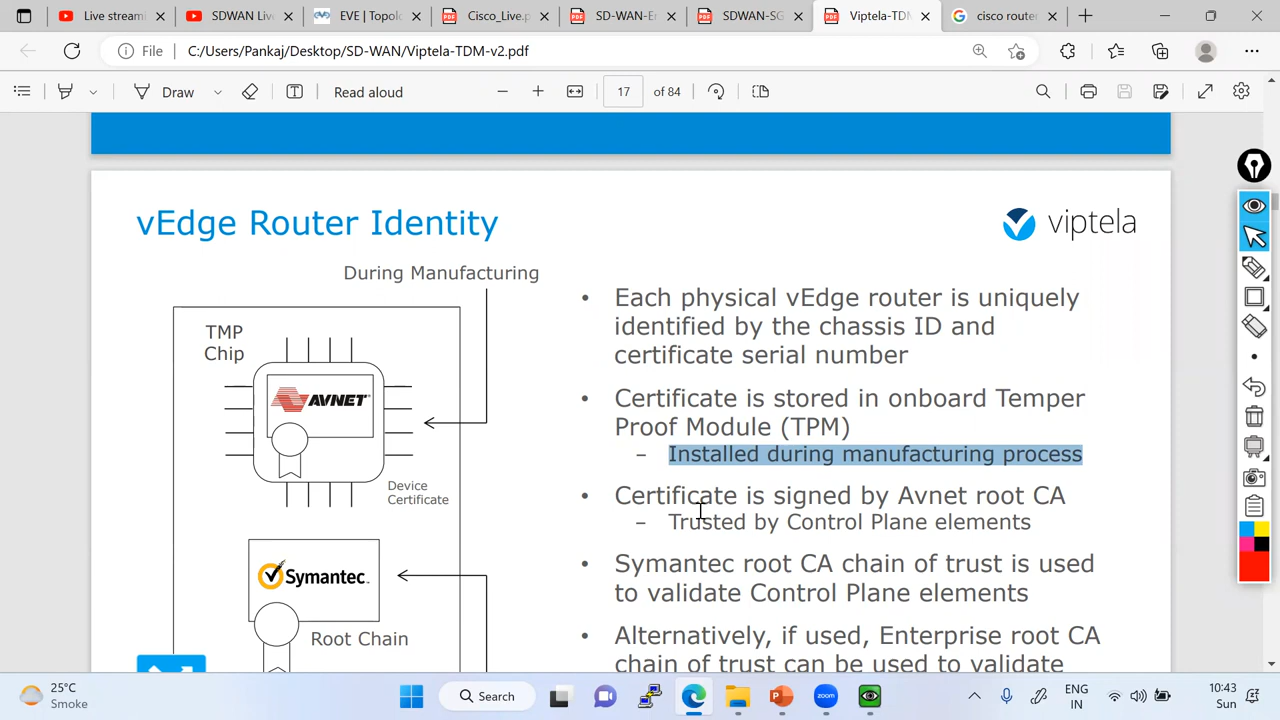 Live stream
SDWAN Live
EVE | Topolo
Cisco_Live.p
SD-WAN-En
SDWAN-SG
Viptela-TDM
cisco router
File
C:/Users/Pankaj/Desktop/SD-WAN/Viptela-TDM-v2.pdf
Draw
Read aloud
17
of 84
vEdge Router Identity
viptela
During Manufacturing
TMP
Chip
AVNET
Device
Certificate
Symantec
Root Chain
• Each physical vEdge router is uniquely
identified by the chassis ID and
certificate serial number
• Certificate is stored in onboard Temper
Proof Module (TPM)
– Installed during manufacturing process
• Certificate is signed by Avnet root CA
– Trusted by Control Plane elements
• Symantec root CA chain of trust is used
to validate Control Plane elements
• Alternatively, if used, Enterprise root CA
chain of trust can be used to validate
25°C
Smoke
Search
ENG
IN
10:43
Sun